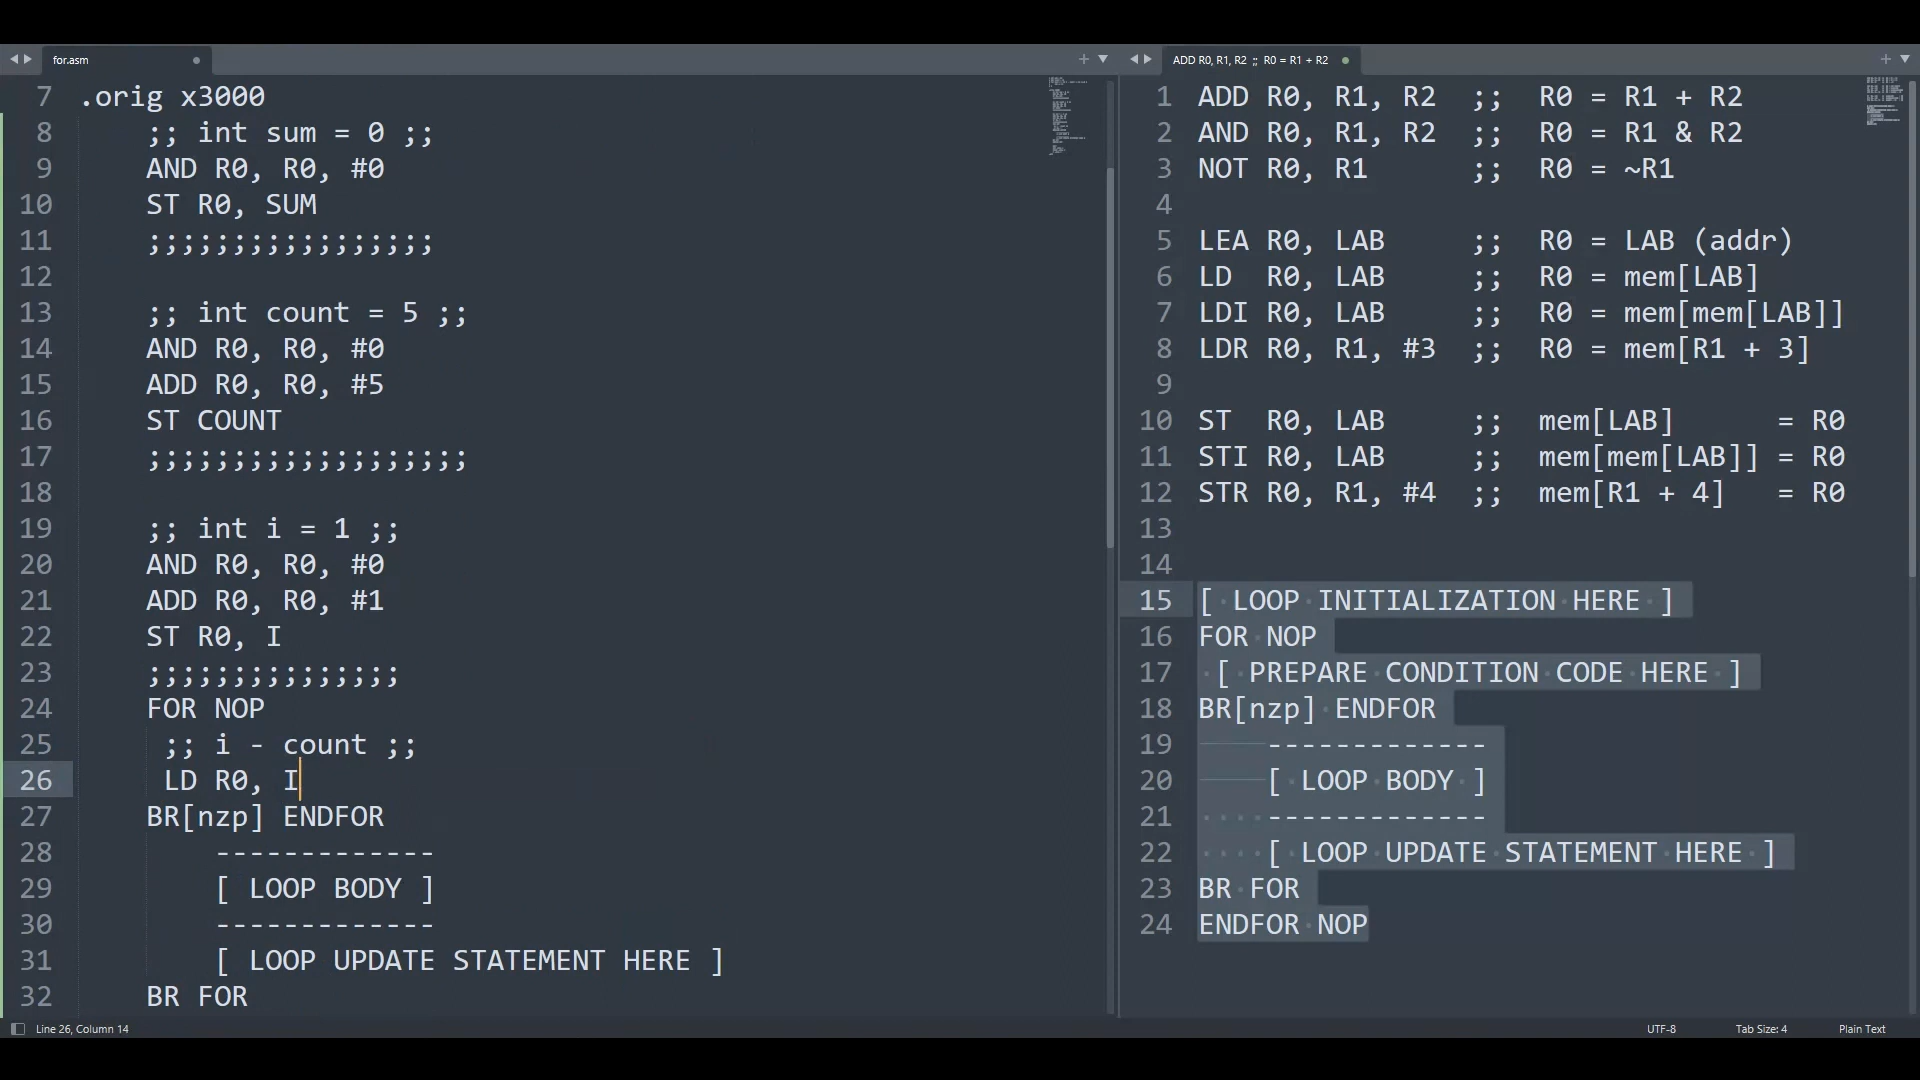 for.asm
7 .orig x3000
8 ;; int sum = 0 ;;
9 AND R0, R0, #0
10 ST R0, SUM
11 ;;;;;;;;;;;;;;;;;
12
13 ;; int count = 5 ;;
14 AND R0, R0, #0
15 ADD R0, R0, #5
16 ST COUNT
17 ;;;;;;;;;;;;;;;;;;;
18
19 ;; int i = 1 ;;
20 AND R0, R0, #0
21 ADD R0, R0, #1
22 ST R0, I
23 ;;;;;;;;;;;;;;;
24 FOR NOP
25 ;; i - count ;;
26 LD R0, I
27 BR[nzp] ENDFOR
28 -------------
29 [ LOOP BODY ]
30 -------------
31 [ LOOP UPDATE STATEMENT HERE ]
32 BR FOR
ADD R0, R1, R2 ;; R0 = R1 + R2
1 ADD R0, R1, R2 ;; R0 = R1 + R2
2 AND R0, R1, R2 ;; R0 = R1 & R2
3 NOT R0, R1 ;; R0 = ~R1
4
5 LEA R0, LAB ;; R0 = LAB (addr)
6 LD R0, LAB ;; R0 = mem[LAB]
7 LDI R0, LAB ;; R0 = mem[mem[LAB]]
8 LDR R0, R1, #3 ;; R0 = mem[R1 + 3]
9
10 ST R0, LAB ;; mem[LAB] = R0
11 STI R0, LAB ;; mem[mem[LAB]] = R0
12 STR R0, R1, #4 ;; mem[R1 + 4] = R0
13
14
15 [ LOOP INITIALIZATION HERE ]
16 FOR NOP
17 [ PREPARE CONDITION CODE HERE ]
18 BR[nzp] ENDFOR
19 -------------
20 [ LOOP BODY ]
21 -------------
22 [ LOOP UPDATE STATEMENT HERE ]
23 BR FOR
24 ENDFOR NOP
Line 26, Column 14
UTF-8
Tab Size: 4
Plain Text